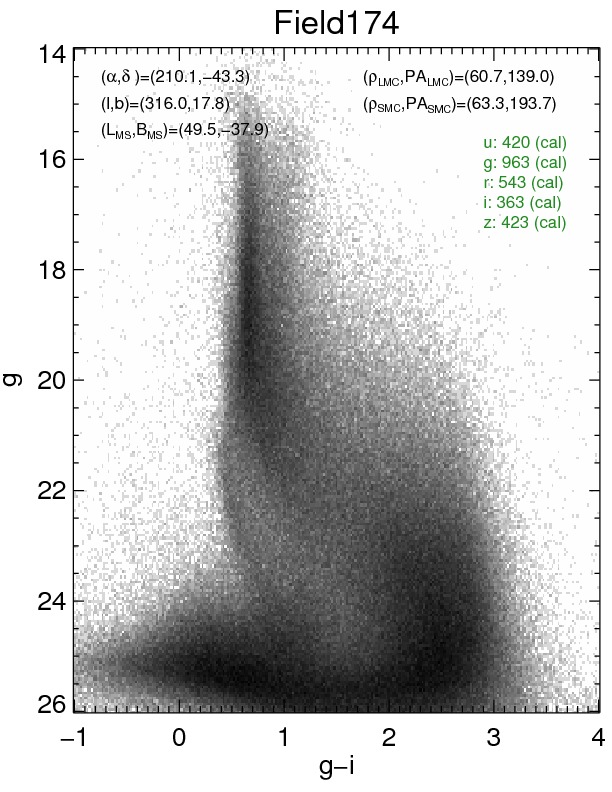 Field174
(α,δ )=(210.1,−43.3)
(ρLMC,PALMC)=(60.7,139.0)
(l,b)=(316.0,17.8)
(ρSMC,PASMC)=(63.3,193.7)
(LMS,BMS)=(49.5,−37.9)
u: 420 (cal)
g: 963 (cal)
r: 543 (cal)
i: 363 (cal)
z: 423 (cal)
14
16
18
20
22
24
26
g
−1 0 1 2 3 4
g−i